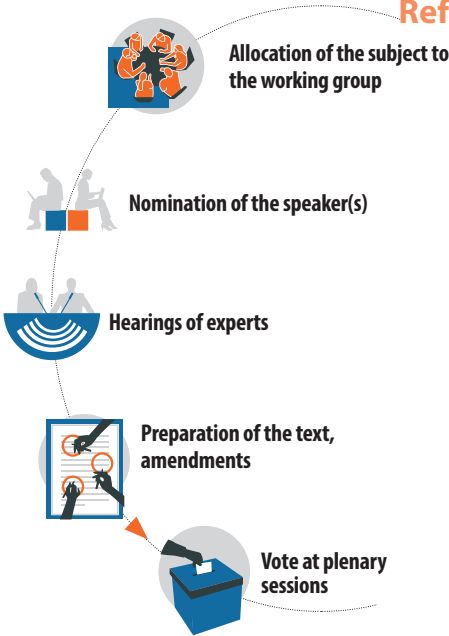 Ref
Allocation of the subject to
the working group
Nomination of the speaker(s)
Hearings of experts
Preparation of the text,
amendments
Vote at plenary
sessions